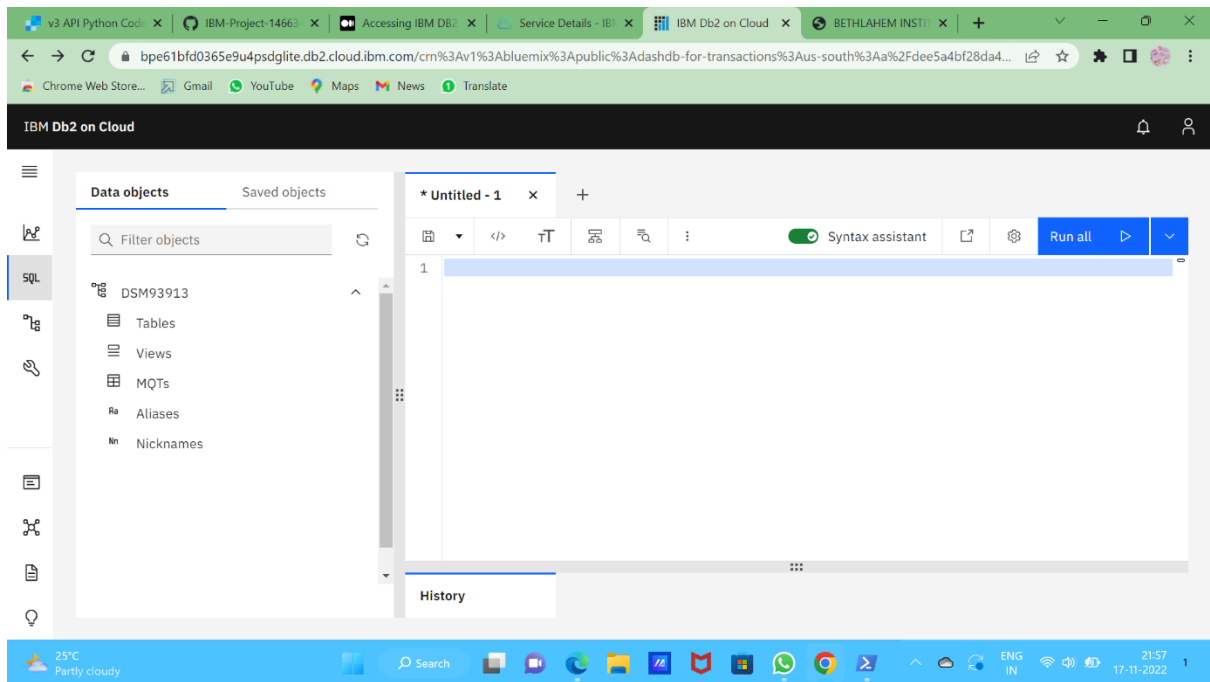 v3 API Python Code
IBM-Project-14663-
Accessing IBM DB2
Service Details - IBM
IBM Db2 on Cloud
BETHLAHEM INSTIT
bpe61bfd0365e9u4psdglite.db2.cloud.ibm.com/crn%3Av1%3Abluemix%3Apublic%3Adashdb-for-transactions%3Aus-south%3Aa%2Fdee5a4bf28da4...
Chrome Web Store...
Gmail
YouTube
Maps
News
Translate
IBM Db2 on Cloud
Data objects
Saved objects
* Untitled - 1
Filter objects
Syntax assistant
Run all
SQL
1
DSM93913
Tables
Views
MQTs
Aliases
Nicknames
History
25°C
Partly cloudy
Search
ENG
IN
21:57
17-11-2022
1